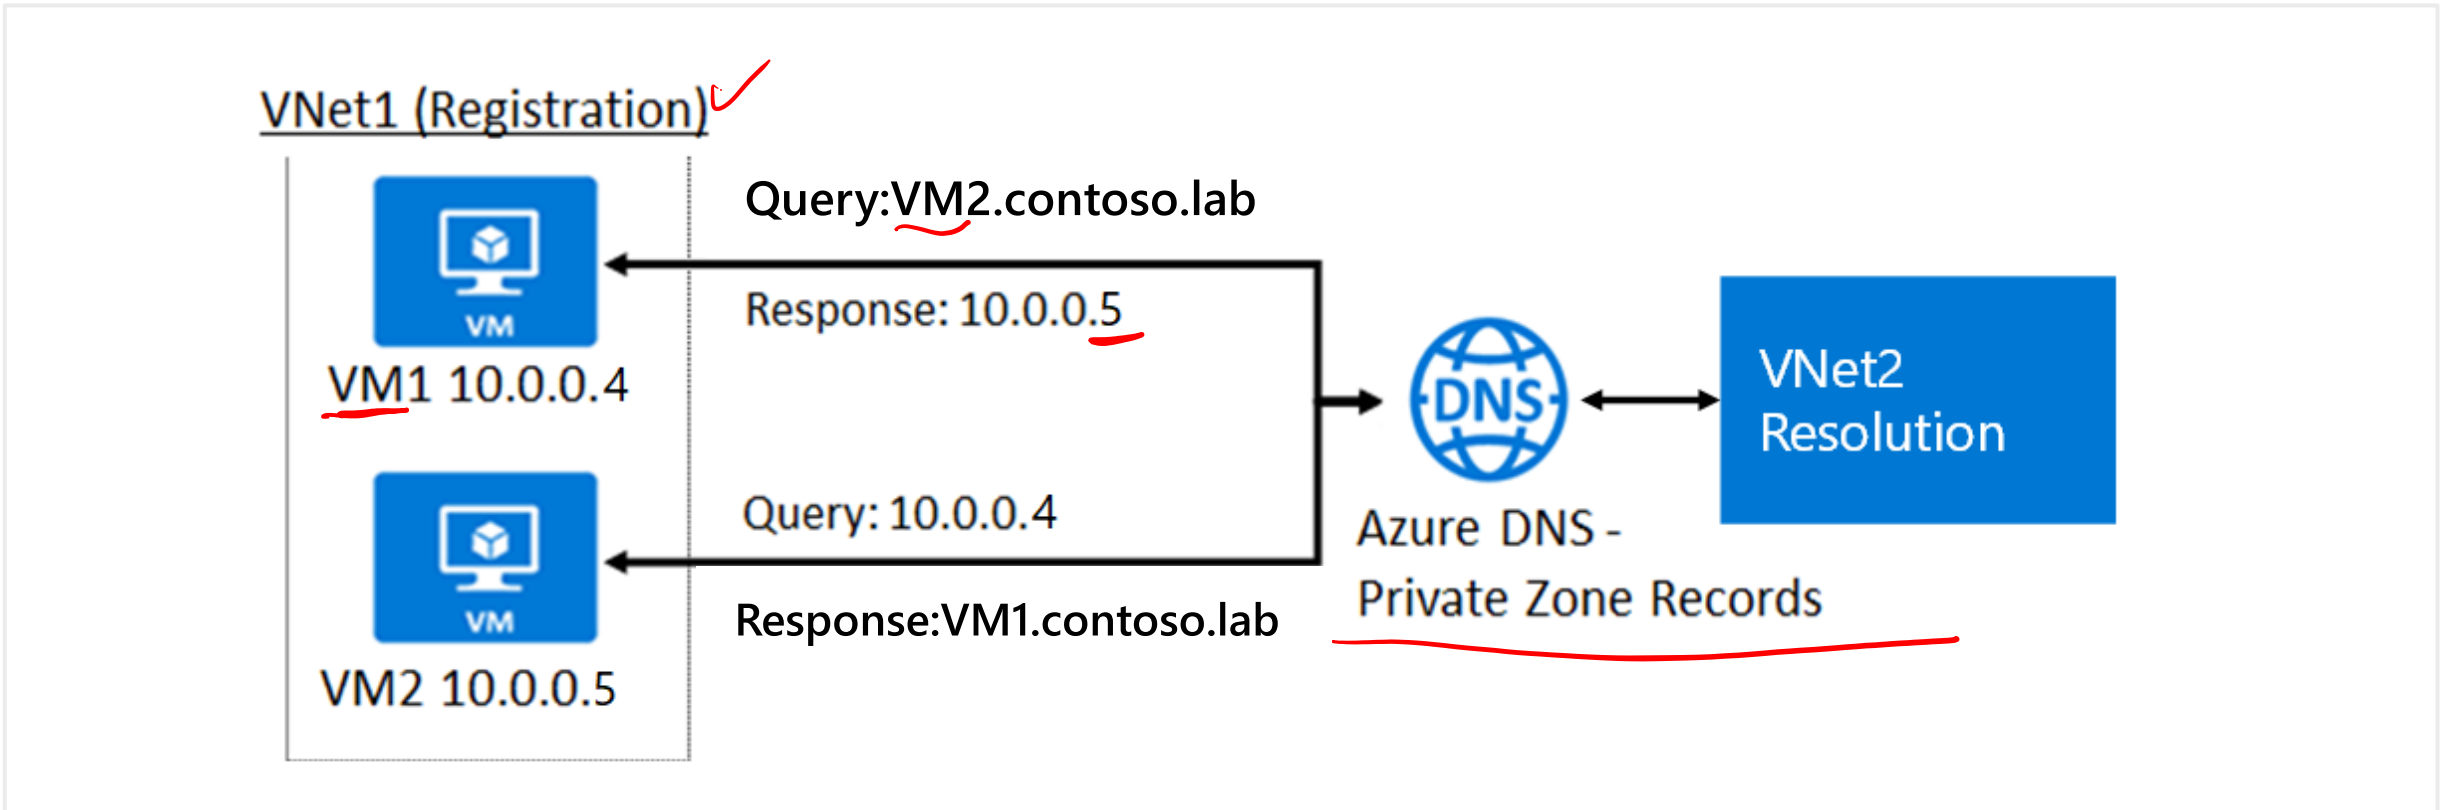 VNet1 (Registration)
VM
VM1 10.0.0.4
VM
VM2 10.0.0.5
Query:VM2.contoso.lab
Response: 10.0.0.5
Query: 10.0.0.4
Response:VM1.contoso.lab
DNS
Azure DNS -
Private Zone Records
VNet2
Resolution